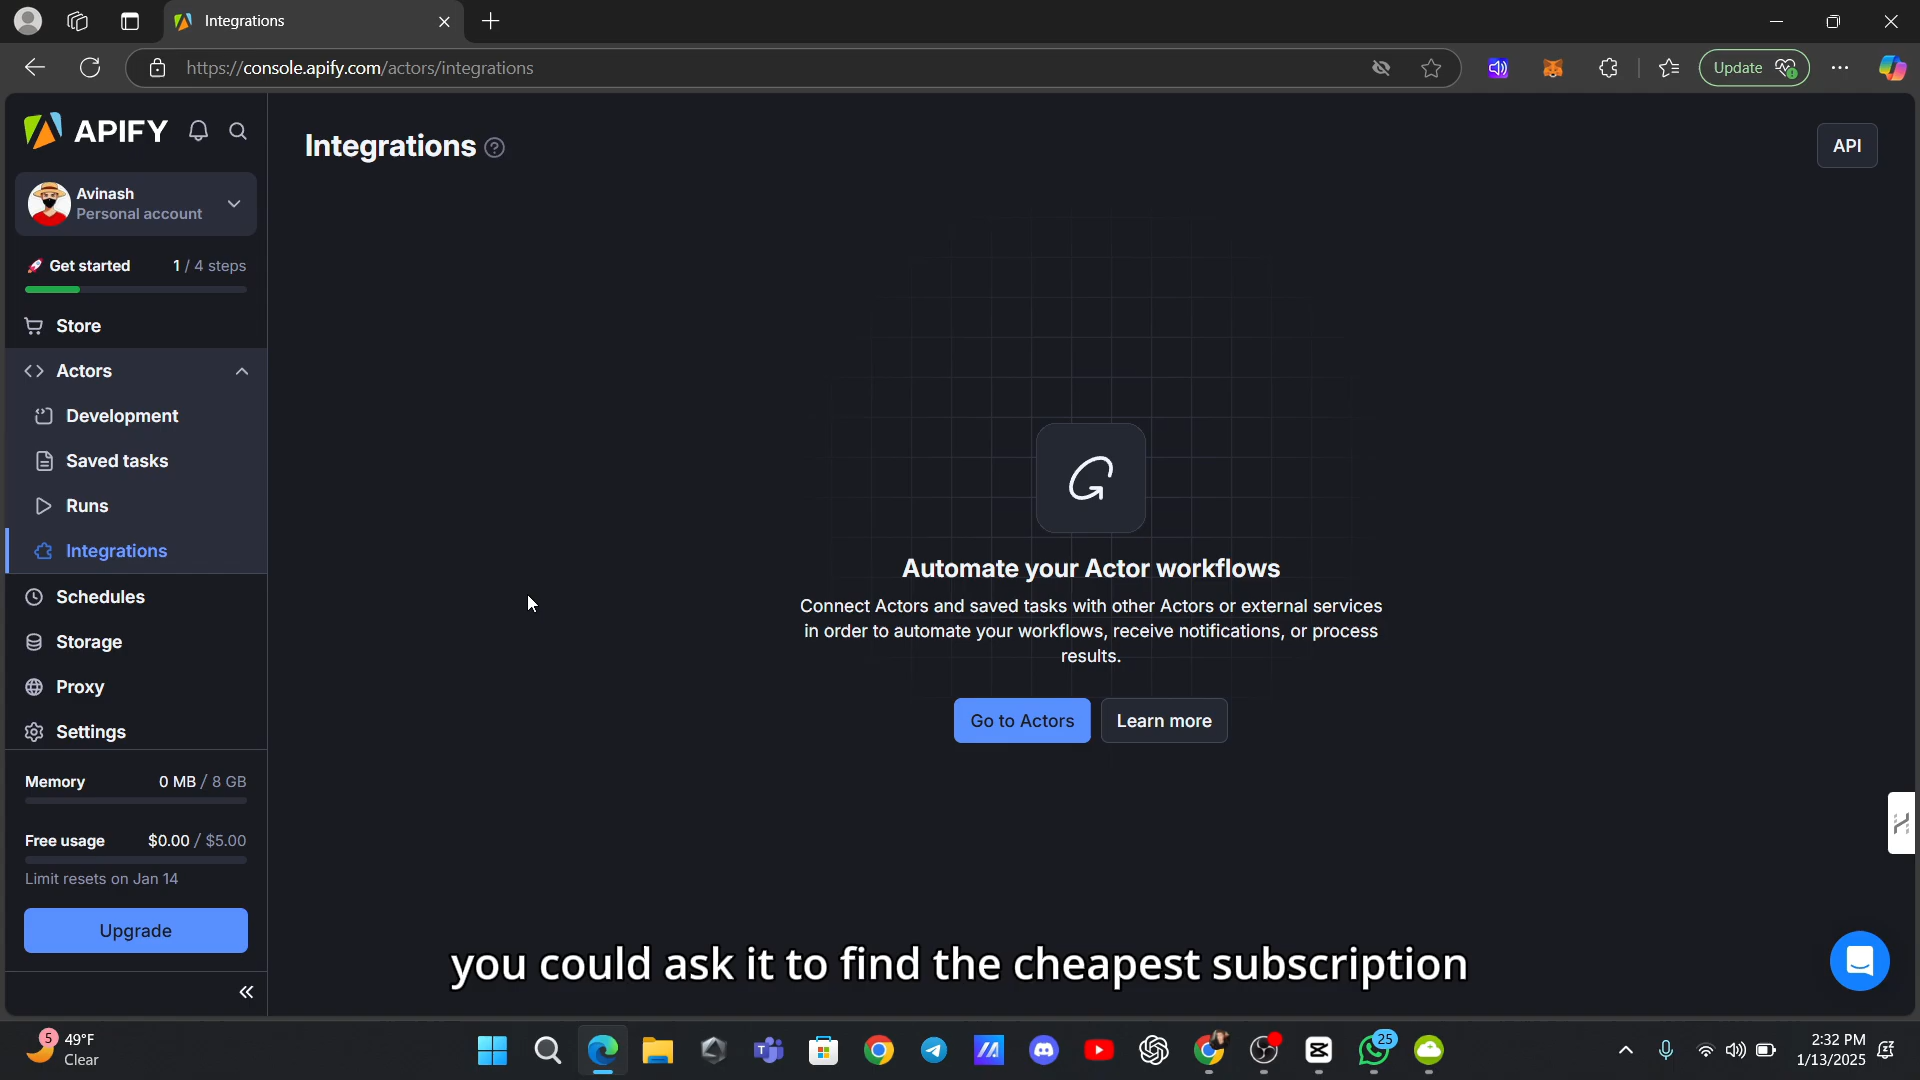 Integrations
https://console.apify.com/actors/integrations
Update
APIFY
Avinash
Personal account
Get started 1 / 4 steps
Store
Actors
Development
Saved tasks
Runs
Integrations
Schedules
Storage
Proxy
Settings
Memory 0 MB / 8 GB
Free usage $0.00 / $5.00
Limit resets on Jan 14
Upgrade
Integrations
API
Automate your Actor workflows
Connect Actors and saved tasks with other Actors or external services
in order to automate your workflows, receive notifications, or process
results.
Go to Actors Learn more
you could ask it to find the cheapest subscription
5
49°F
Clear
25
2:32 PM
1/13/2025